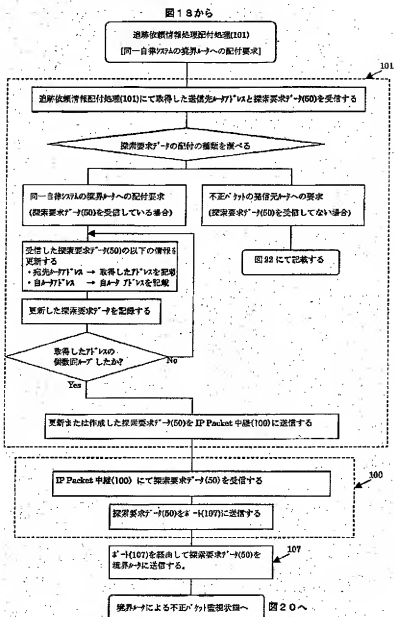 図18から
追跡依頼情報処理配付処理(101)
[同一自律システムの境界ルータへの配付要求]
101
追跡依頼情報配付処理(101)にて取得した送信先ルータアドレスと探索要求データ(50)を受信する
探索要求データの配付の種類を調べる
同一自律システムの境界ルータへの配付要求
(探索要求データ(50)を受信している場合)
不正パケットの発信元ルータへの要求
(探索要求データ(50)を受信してない場合)
図22にて記載する
受信した探索要求データ(50)の以下の情報を
更新する
・宛先ルータアドレス → 取得したアドレスを記載
・自ルータアドレス → 自ルータ アドレスを記載
更新した探索要求データを記録する
取得したアドレスの
個数回ループしたか?
No
Yes
更新または作成した探索要求データ(50)を IP Packet 中継(100) に送信する
IP Packet 中継(100) にて探索要求データ(50)を受信する
100
探索要求データ(50)をポート(107)に送信する
107
ポート(107)を経由して探索要求データ(50)を
境界ルータに送信する。
境界ルータによる不正パケット監視状態へ
図20へ